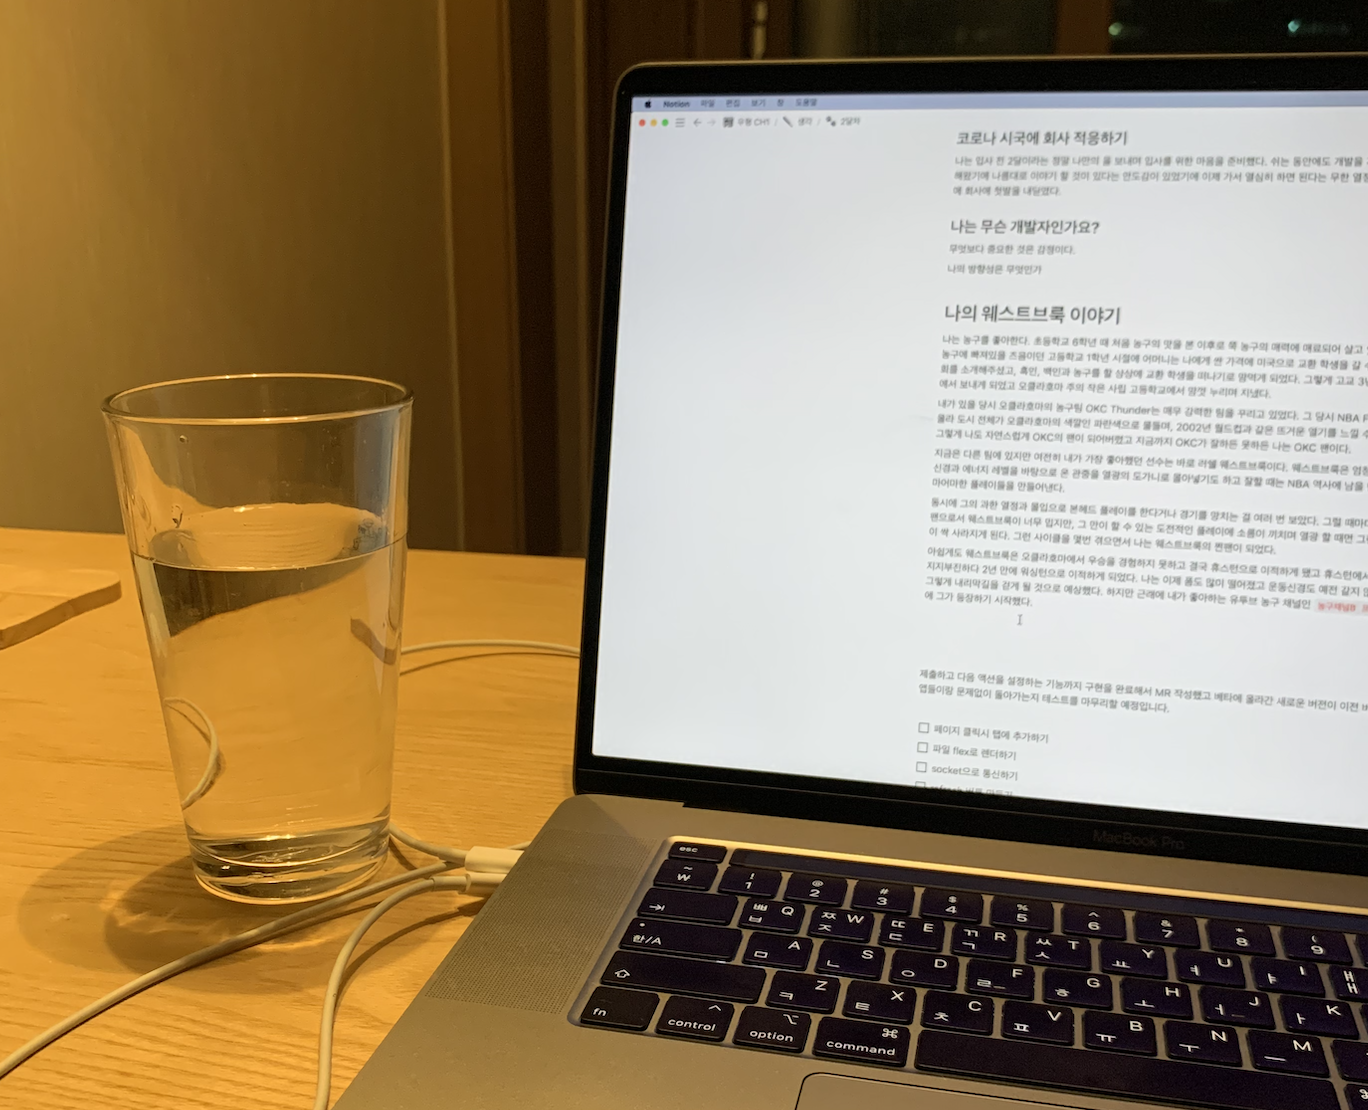 Notion 파일 편집 보기 창 도움말
우형 CH1 / 생각 / 2달차
코로나 시국에 회사 적응하기
나는 입사 전 2달이라는 정말 나만의 을 보내며 입사를 위한 마음을 준비했다. 쉬는 동안에도 개발을
해왔기에 나름대로 이야기 할 것이 있다는 안도감이 있었기에 이제 가서 열심히 하면 된다는 무한 열정
에 회사에 첫발을 내딛었다.
나는 무슨 개발자인가요?
무엇보다 중요한 것은 감정이다.
나의 방향성은 무엇인가
나의 웨스트브룩 이야기
나는 농구를 좋아한다. 초등학교 6학년 때 처음 농구의 맛을 본 이후로 쭉 농구의 매력에 매료되어 살고
농구에 빠져있을 즈음이던 고등학교 1학년 시절에 어머니는 나에게 싼 가격에 미국으로 교환 학생을 갈
회를 소개해주셨고, 흑인, 백인과 농구를 할 상상에 교환 학생을 떠나기로 맘먹게 되었다. 그렇게 고교 3
에서 보내게 되었고 오클라호마 주의 작은 사립 고등학교에서 맘껏 누리며 지냈다.
내가 있을 당시 오클라호마의 농구팀 OKC Thunder는 매우 강력한 팀을 꾸리고 있었다. 그 당시 NBA
올라 도시 전체가 오클라호마의 색깔인 파란색으로 물들며, 2002년 월드컵과 같은 뜨거운 열기를 느낄
그렇게 나도 자연스럽게 OKC의 팬이 되어버렸고 지금까지 OKC가 잘하든 못하든 나는 OKC 팬이다.
지금은 다른 팀에 있지만 여전히 내가 가장 좋아했던 선수는 바로 러셀 웨스트브룩이다. 웨스트브룩은 엄청
신경과 에너지 레벨을 바탕으로 온 관중을 열광의 도가니로 몰아넣기도 하고 잘할 때는 NBA 역사에 남을
마어마한 플레이들을 만들어낸다.
동시에 그의 과한 열정과 몰입으로 본헤드 플레이를 한다거나 경기를 망치는 걸 여러 번 보았다. 그럴 때마다
팬으로서 웨스트브룩이 너무 밉지만, 그 만이 할 수 있는 도전적인 플레이에 소름이 끼치며 열광 할 때면 그
이 싹 사라지게 된다. 그런 사이클을 몇번 겪으면서 나는 웨스트브룩의 찐팬이 되었다.
아쉽게도 웨스트브룩은 오클라호마에서 우승을 경험하지 못하고 결국 휴스턴으로 이적하게 됐고 휴스턴에서
지지부진하다 2년 만에 워싱턴으로 이적하게 되었다. 나는 이제 폼도 많이 떨어졌고 운동신경도 예전 같지
그렇게 내리막길을 걷게 될 것으로 예상했다. 하지만 근래에 내가 좋아하는 유투브 농구 채널인 농구채널B
에 그가 등장하기 시작했다.
제출하고 다음 액션을 설정하는 기능까지 구현을 완료해서 MR 작성했고 베타에 올라간 새로운 버전이 이전
앱들이랑 문제없이 돌아가는지 테스트를 마무리할 예정입니다.
페이지 클릭시 탭에 추가하기
파일 flex로 렌더하기
socket으로 통신하기
MacBook Pro
esc
~ ₩ ! 1 @ 2 # 3 $ 4 % 5 ^ 6 & 7 * 8 ( 9
ㅃ ㅂ Q ㅉ ㅈ W ㄸ ㄷ E ㄲ ㄱ R ㅆ ㅅ T ㅛ Y ㅕ U ㅑ I ㅒ ㅐ
한/A ㅁ A ㄴ S ㅇ D ㄹ F ㅎ G ㅗ H ㅓ J ㅏ K
ㅋ Z ㅌ X ㅊ C ㅍ V ㅠ B ㅜ N ㅡ M
fn control option command